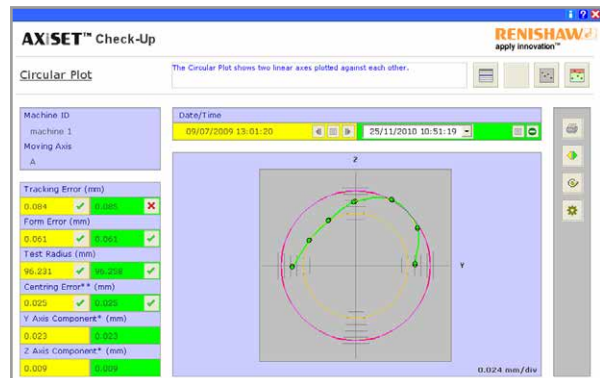 AXiSET™ Check-Up
RENISHAW
apply innovation™
Circular Plot
The Circular Plot shows two linear axes plotted against each other.
Machine ID
machine 1
Moving Axis
A
Date/Time
09/07/2009 13:01:20
25/11/2010 10:51:19
Tracking Error (mm)
0.084 0.085
Form Error (mm)
0.061 0.061
Test Radius (mm)
96.231 96.258
Centring Error** (mm)
0.025 0.025
Y Axis Component* (mm)
0.023 0.023
Z Axis Component* (mm)
0.009 0.009
Z
Y
0.024 mm/div